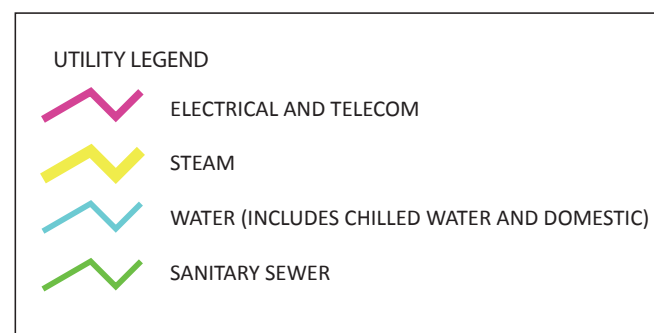 UTILITY LEGEND
ELECTRICAL AND TELECOM
STEAM
WATER (INCLUDES CHILLED WATER AND DOMESTIC)
SANITARY SEWER